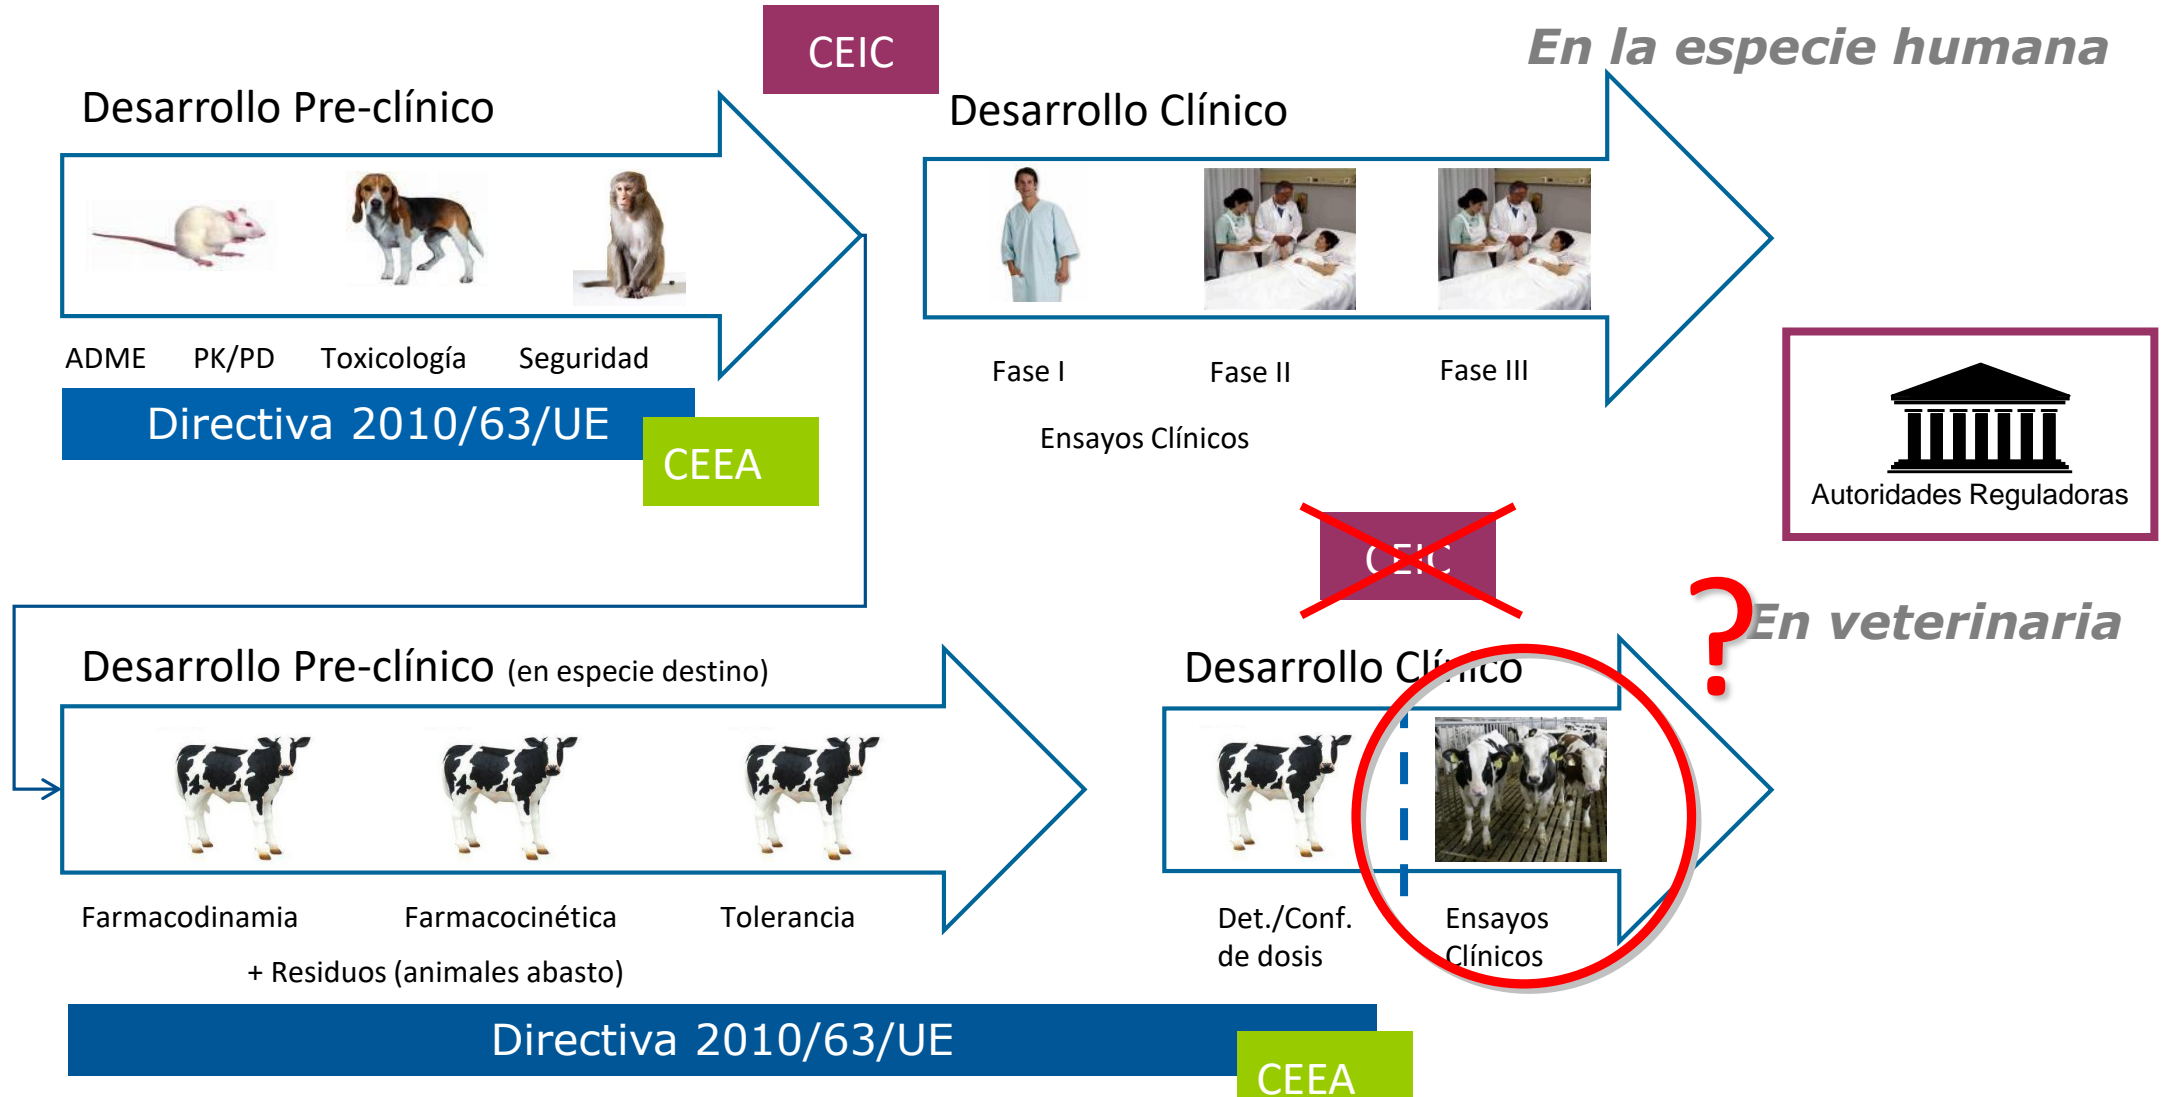 CEIC
En la especie humana
Desarrollo Pre-clínico
Desarrollo Clínico
ADME
PK/PD
Toxicología
Seguridad
Fase I
Fase II
Fase III
Directiva 2010/63/UE
CEEA
Ensayos Clínicos
Autoridades Reguladoras
CEIC
?
En veterinaria
Desarrollo Pre-clínico (en especie destino)
Desarrollo Clínico
Farmacodinamia
Farmacocinética
Tolerancia
Det./Conf.
de dosis
Ensayos
Clínicos
+ Residuos (animales abasto)
Directiva 2010/63/UE
CEEA